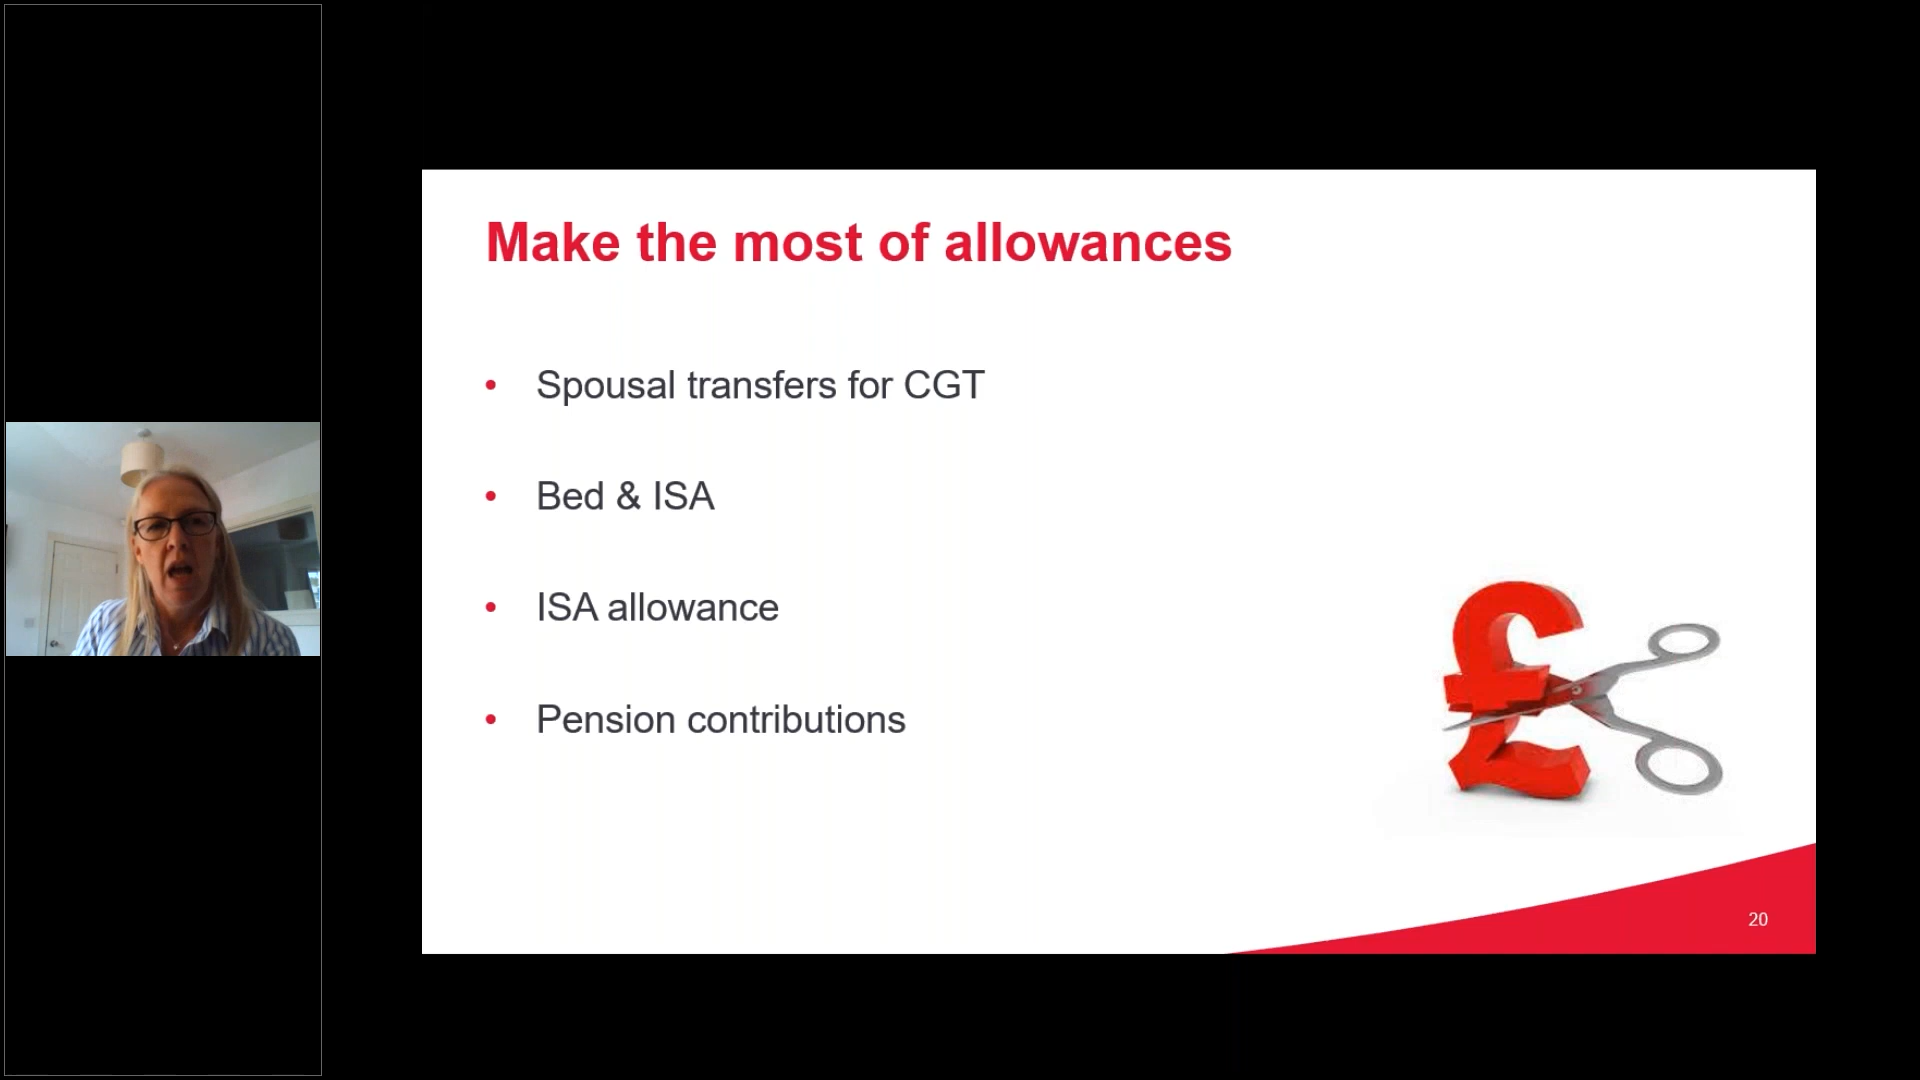 Make the most of allowances
• Spousal transfers for CGT
• Bed & ISA
• ISA allowance
• Pension contributions
20